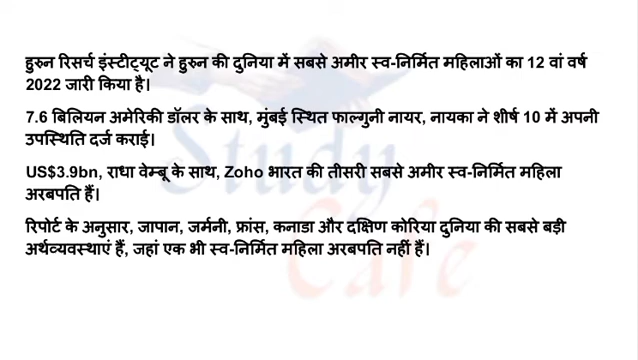 हुरुन रिसर्च इंस्टीट्यूट ने हुरुन की दुनिया में सबसे अमीर स्व-निर्मित महिलाओं का 12 वां वर्ष
2022 जारी किया है।
7.6 बिलियन अमेरिकी डॉलर के साथ, मुंबई स्थित फाल्गुनी नायर, नायका ने शीर्ष 10 में अपनी
उपस्थिति दर्ज कराई।
US$3.9bn, राधा वेम्बू के साथ, Zoho भारत की तीसरी सबसे अमीर स्व-निर्मित महिला
अरबपति हैं।
रिपोर्ट के अनुसार, जापान, जर्मनी, फ्रांस, कनाडा और दक्षिण कोरिया दुनिया की सबसे बड़ी
अर्थव्यवस्थाएं हैं, जहां एक भी स्व-निर्मित महिला अरबपति नहीं हैं।
Study
Care